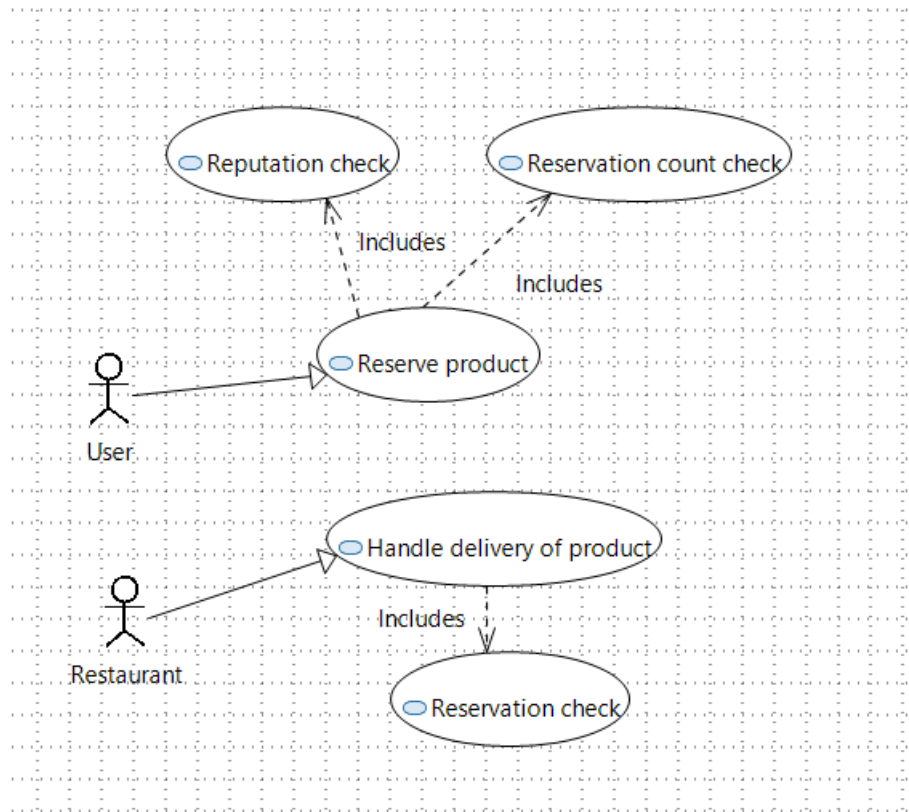 Reputation check
Reservation count check
Includes
Includes
Reserve product
User
Handle delivery of product
Includes
Restaurant
Reservation check